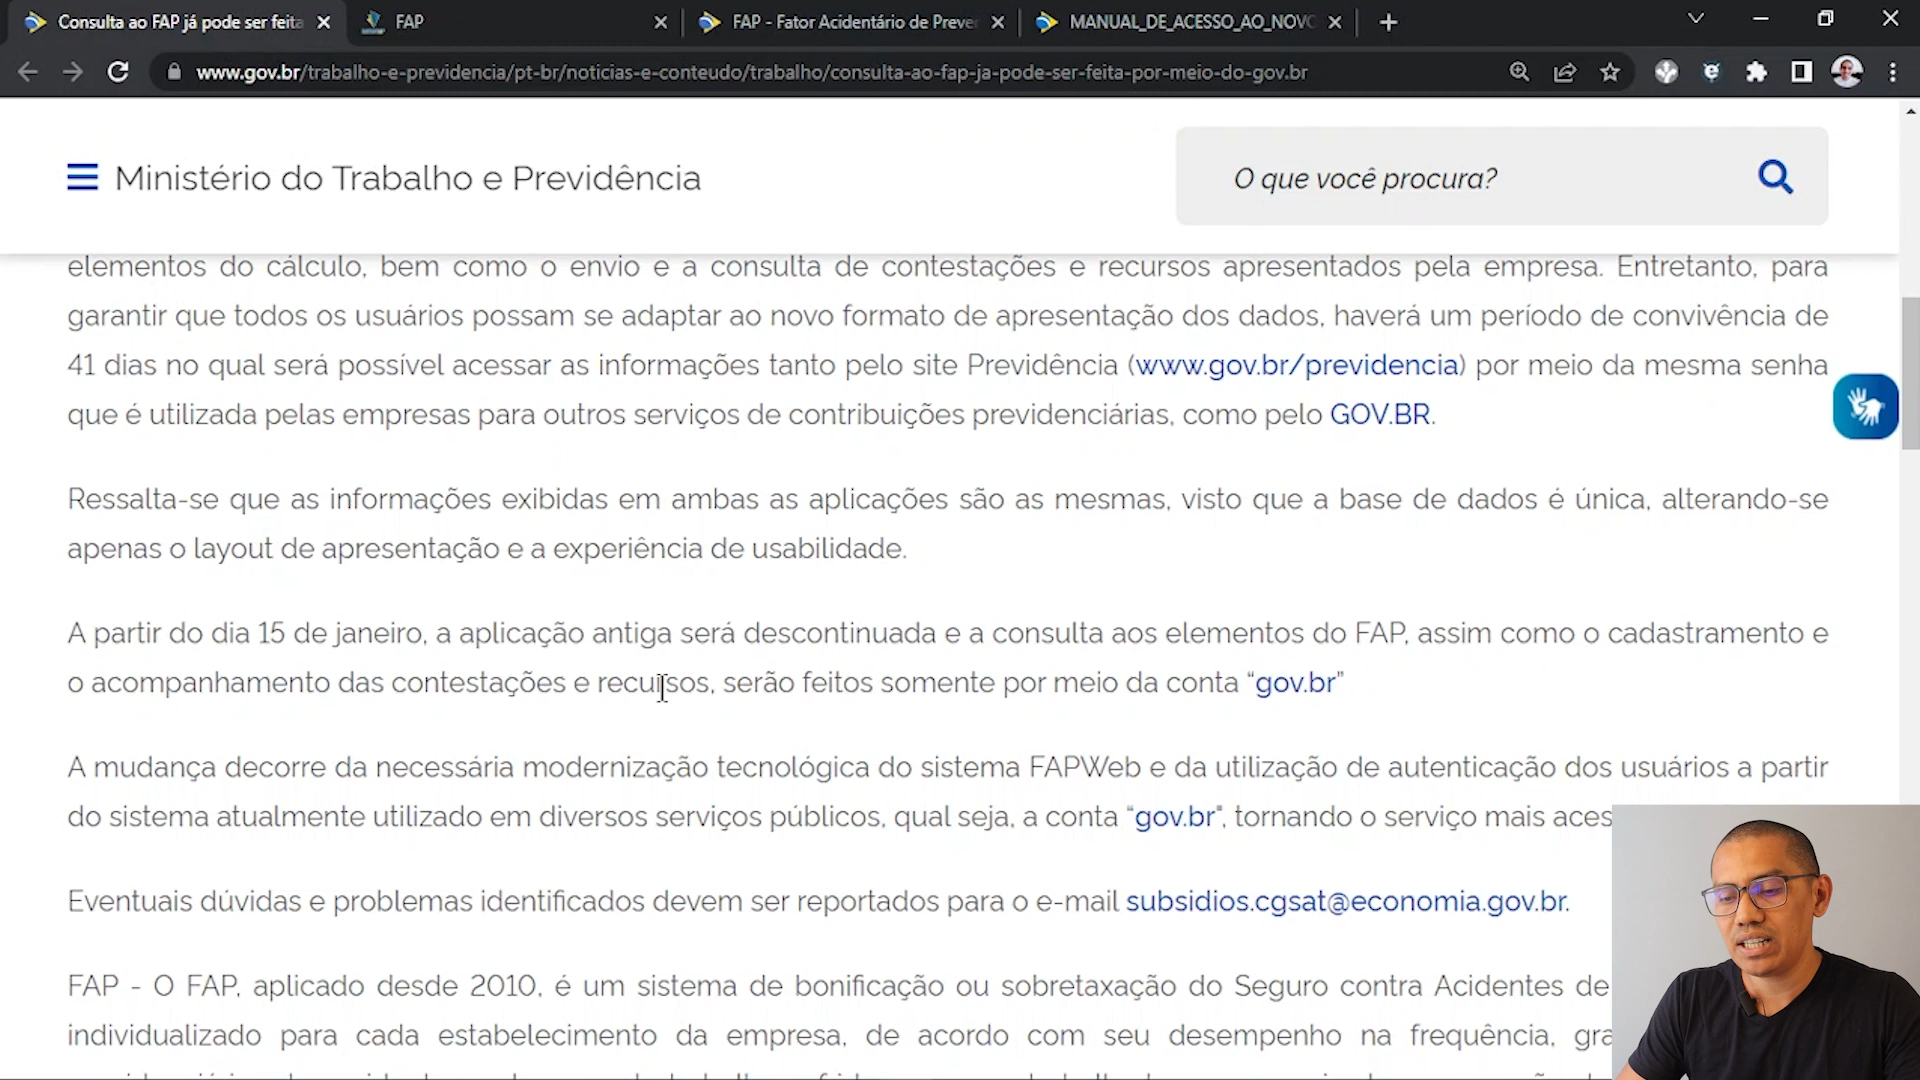 Consulta ao FAP já pode ser feita
FAP
FAP - Fator Acidentário de Preve
MANUAL_DE_ACESSO_AO_NOVO
www.gov.br/trabalho-e-previdencia/pt-br/noticias-e-conteudo/trabalho/consulta-ao-fap-ja-pode-ser-feita-por-meio-do-gov.br
Ministério do Trabalho e Previdência
O que você procura?
elementos do cálculo, bem como o envio e a consulta de contestações e recursos apresentados pela empresa. Entretanto, para
garantir que todos os usuários possam se adaptar ao novo formato de apresentação dos dados, haverá um período de convivência de
41 dias no qual será possível acessar as informações tanto pelo site Previdência (www.gov.br/previdencia) por meio da mesma senha
que é utilizada pelas empresas para outros serviços de contribuições previdenciárias, como pelo GOV.BR.
Ressalta-se que as informações exibidas em ambas as aplicações são as mesmas, visto que a base de dados é única, alterando-se
apenas o layout de apresentação e a experiência de usabilidade.
A partir do dia 15 de janeiro, a aplicação antiga será descontinuada e a consulta aos elementos do FAP, assim como o cadastramento e
o acompanhamento das contestações e recursos, serão feitos somente por meio da conta “gov.br”
A mudança decorre da necessária modernização tecnológica do sistema FAPWeb e da utilização de autenticação dos usuários a partir
do sistema atualmente utilizado em diversos serviços públicos, qual seja, a conta “gov.br”, tornando o serviço mais aces
Eventuais dúvidas e problemas identificados devem ser reportados para o e-mail subsidios.cgsat@economia.gov.br.
FAP - O FAP, aplicado desde 2010, é um sistema de bonificação ou sobretaxação do Seguro contra Acidentes de
individualizado para cada estabelecimento da empresa, de acordo com seu desempenho na frequência, gra